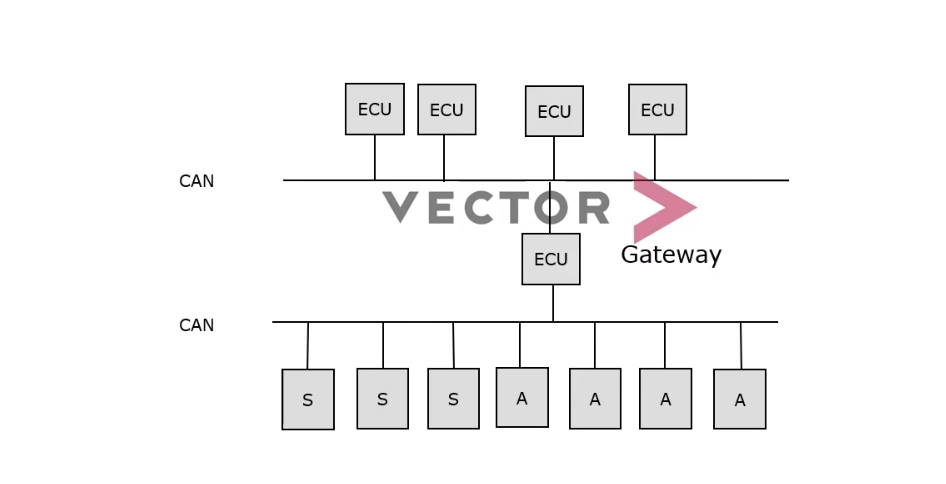 ECU ECU ECU ECU
CAN
VECTOR
ECU Gateway
CAN
S S S A A A A